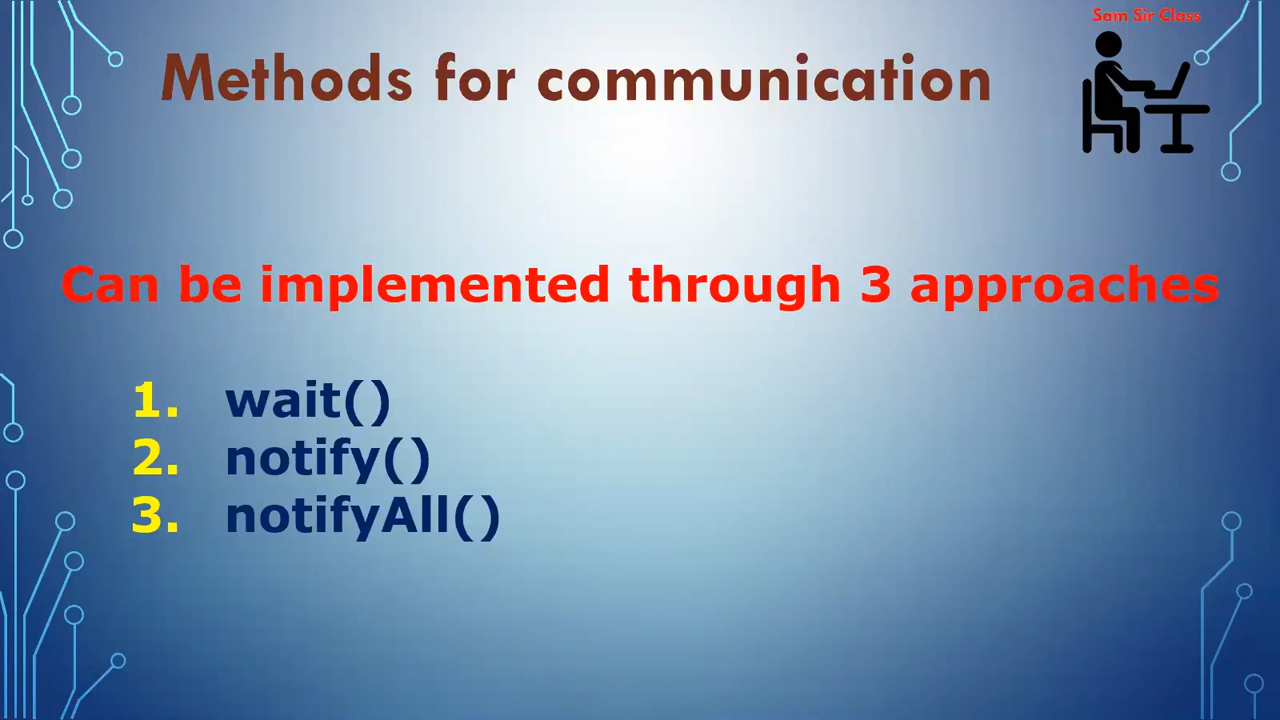 Sam Sir Class
Methods for communication
Can be implemented through 3 approaches
1. wait()
2. notify()
3. notifyAll()